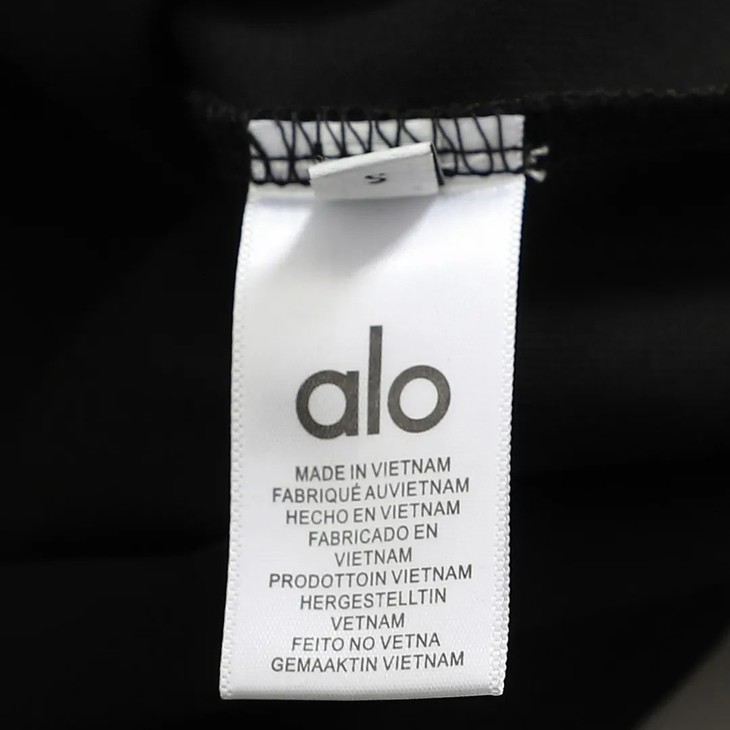 S
alo
MADE IN VIETNAM
FABRIQUÉ AUVIETNAM
HECHO EN VIETNAM
FABRICADO EN
VIETNAM
PRODOTTOIN VIETNAM
HERGESTELLTIN
VETNAM
FEITO NO VETNA
GEMAAKTIN VIETNAM